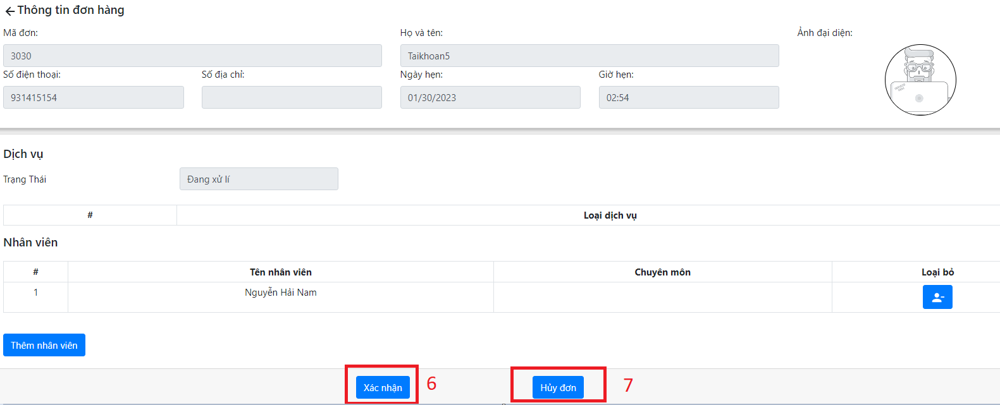 Thông tin đơn hàng
Mã đơn:
Họ và tên:
Ảnh đại diện:
3030
Taikhoan5
Số điện thoại:
Số địa chỉ:
Ngày hẹn:
Giờ hẹn:
931415154
01/30/2023
02:54
Dịch vụ
Trạng Thái
Đang xử lí
#
Loại dịch vụ
Nhân viên
#
Tên nhân viên
Chuyên môn
Loại bỏ
1
Nguyễn Hải Nam
Thêm nhân viên
Xác nhận
6
Hủy đơn
7